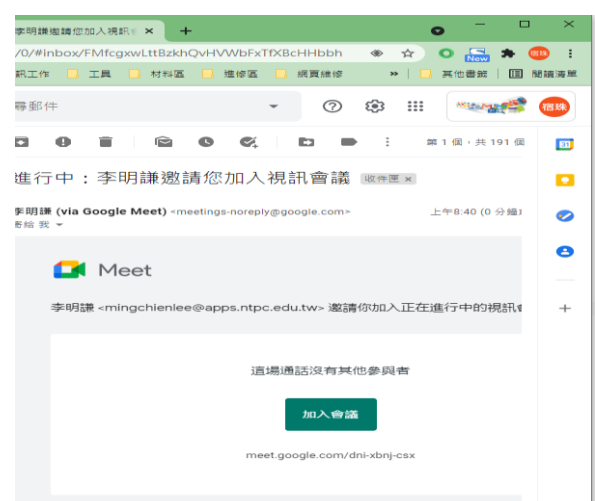 李明謙邀請您加入視訊
/0/#inbox/FMfcgxwLttBzkhQvHVWbFxTfXBcHHbbh
New
訊工作 工具 材料區 進修區 網頁維修 » 其他書籤 閱讀清單
尋郵件
第 1 個，共 191 個
31
進行中：李明謙邀請您加入視訊會議 收件匣 ×
李明謙 (via Google Meet) <meetings-noreply@google.com> 上午8:40 (0 分鐘
寄給 我
Meet
李明謙 <mingchienlee@apps.ntpc.edu.tw> 邀請你加入正在進行中的視訊
這場通話沒有其他參與者
加入會議
meet.google.com/dni-xbnj-csx